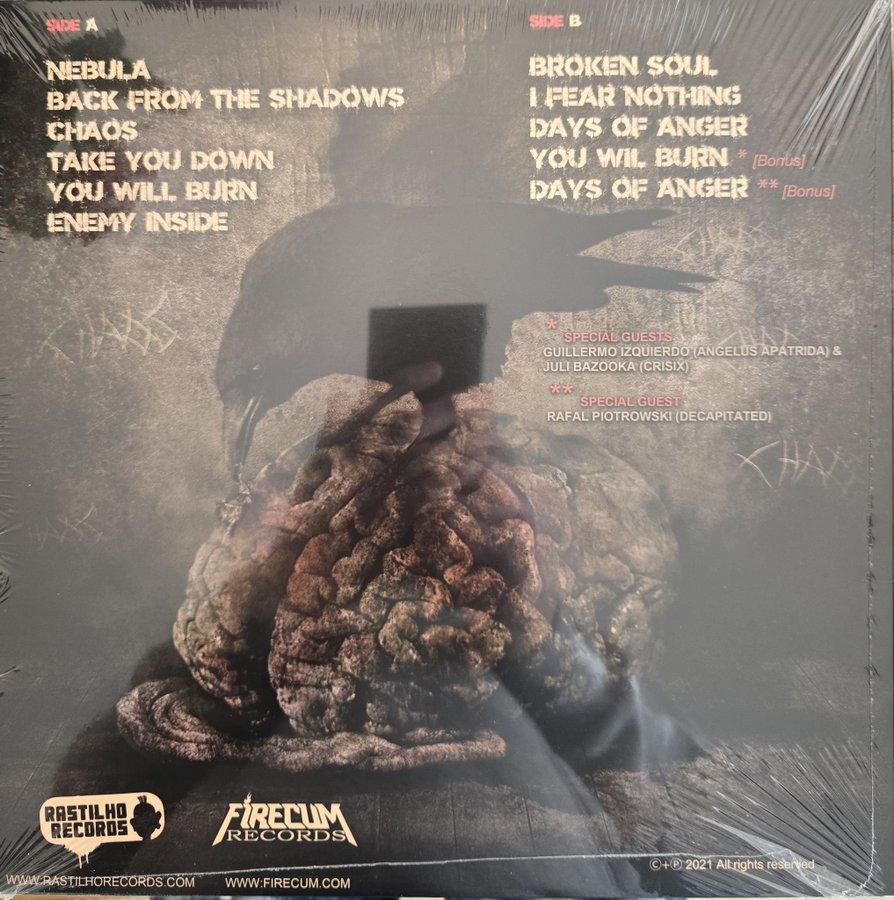 SIDE A
NEBULA
BACK FROM THE SHADOWS
CHAOS
TAKE YOU DOWN
YOU WILL BURN
ENEMY INSIDE
SIDE B
BROKEN SOUL
I FEAR NOTHING
DAYS OF ANGER
YOU WIL BURN * [Bonus]
DAYS OF ANGER ** [Bonus]
CHAOS
CHAOS
*
SPECIAL GUESTS
GUILLERMO IZQUIERDO (ANGELUS APATRIDA) &
JULI BAZOOKA (CRISIX)
**
SPECIAL GUEST
RAFAL PIOTROWSKI (DECAPITATED)
CHAOS
RASTILHO
RECORDS
FIRECUM
RECORDS
©+℗ 2021 All rights reserved
WWW.RASTILHORECORDS.COM
WWW.FIRECUM.COM